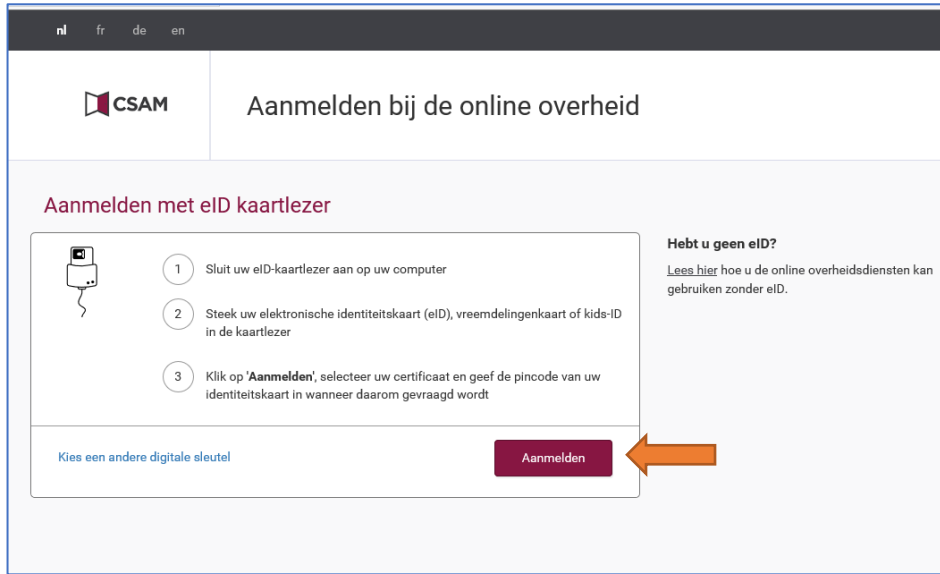 nl fr de en
CSAM
Aanmelden bij de online overheid
Aanmelden met eID kaartlezer
1 Sluit uw eID-kaartlezer aan op uw computer
2 Steek uw elektronische identiteitskaart (eID), vreemdelingenkaart of kids-ID
in de kaartlezer
3 Klik op 'Aanmelden', selecteer uw certificaat en geef de pincode van uw
identiteitskaart in wanneer daarom gevraagd wordt
Kies een andere digitale sleutel
Aanmelden
Hebt u geen eID?
Lees hier hoe u de online overheidsdiensten kan
gebruiken zonder eID.